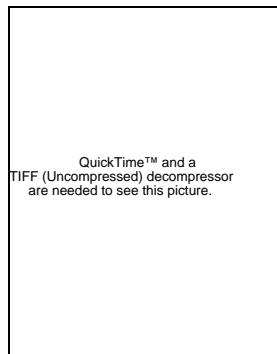 QuickTime™ and a
TIFF (Uncompressed) decompressor
are needed to see this picture.